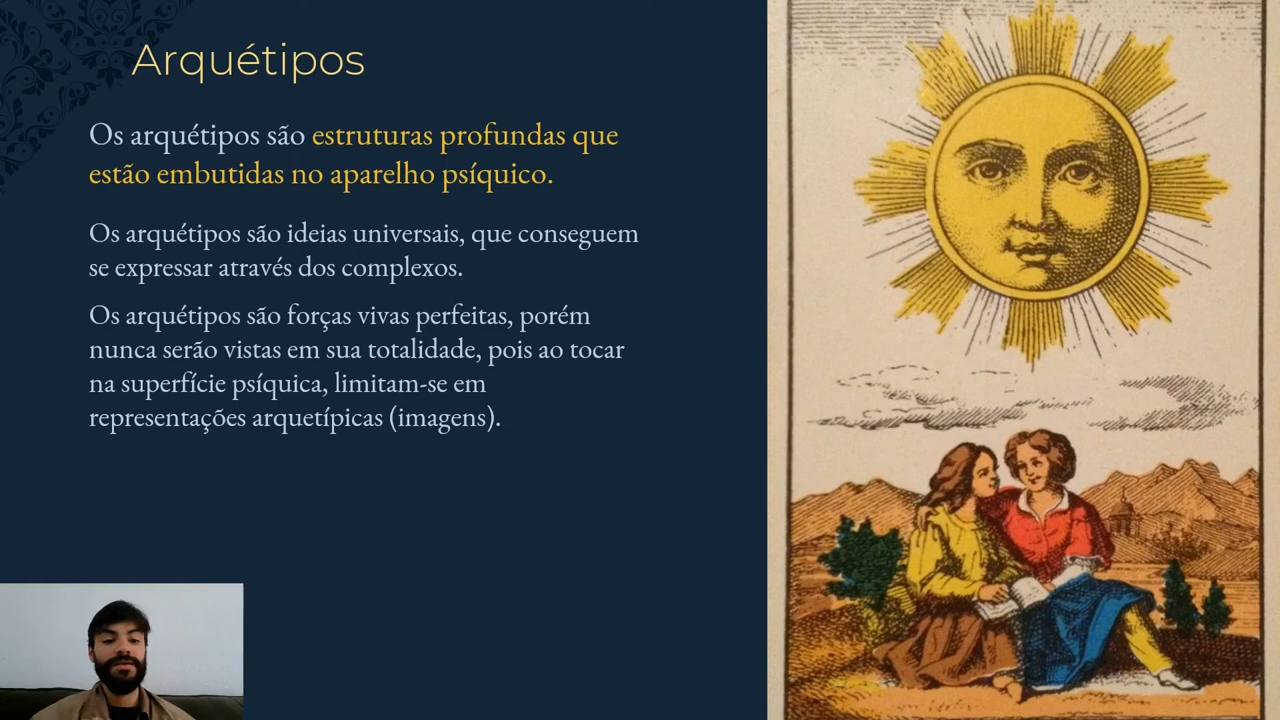 Arquétipos
Os arquétipos são estruturas profundas que
estão embutidas no aparelho psíquico.
Os arquétipos são ideias universais, que conseguem
se expressar através dos complexos.
Os arquétipos são forças vivas perfeitas, porém
nunca serão vistas em sua totalidade, pois ao tocar
na superfície psíquica, limitam-se em
representações arquetípicas (imagens).